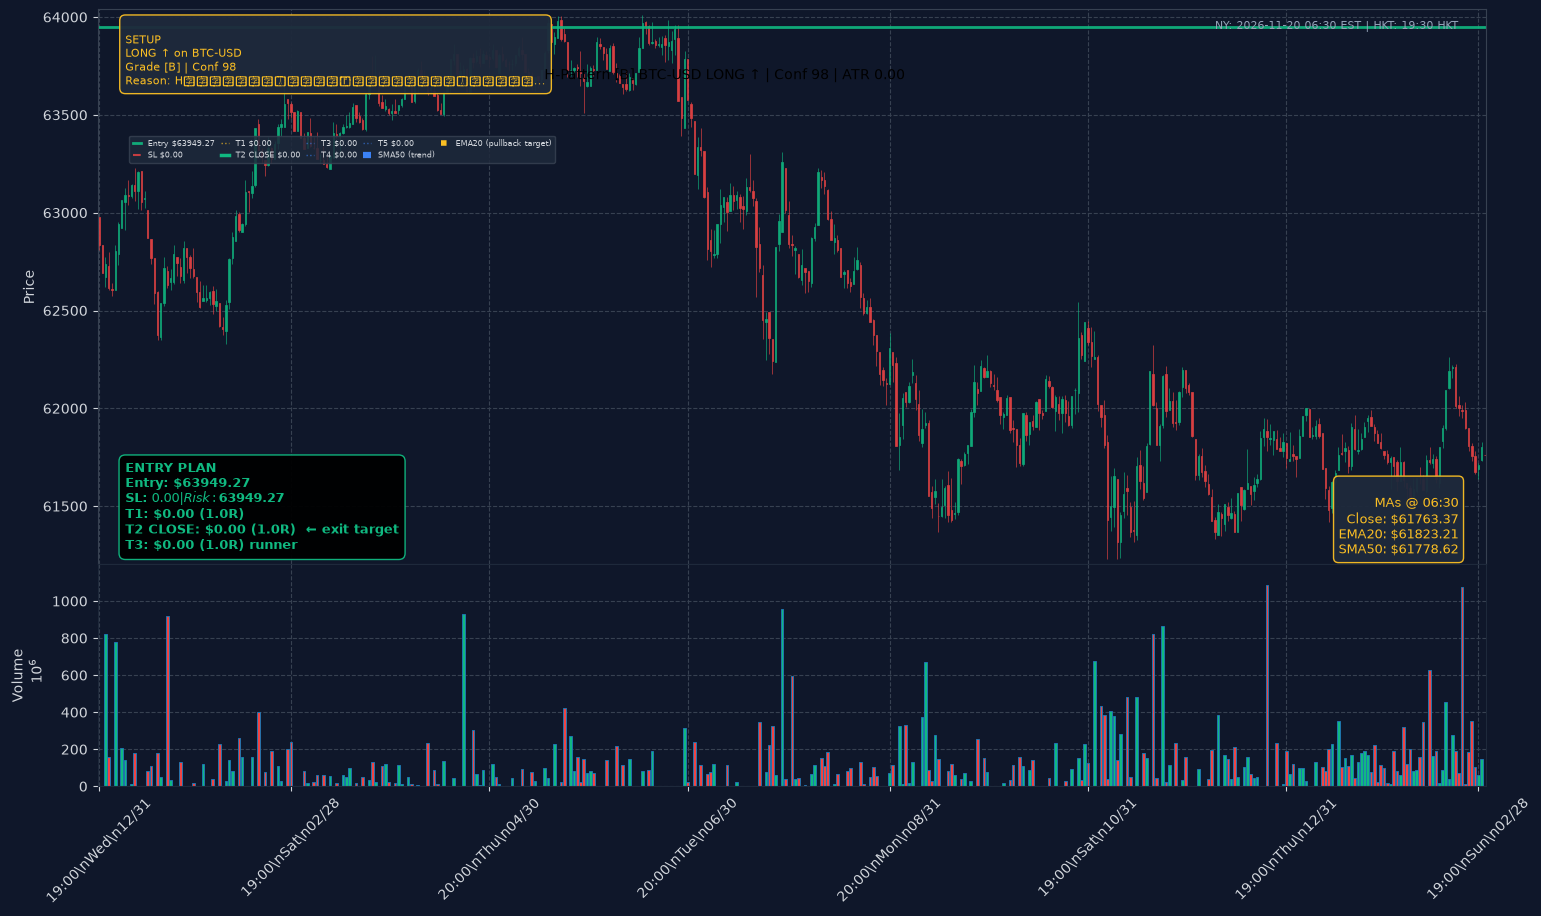 NY: 2026-11-20 06:30 EST | HKT: 19:30 HKT
SETUP
LONG ↑ on BTC-USD
Grade [B] | Conf 98
Reason: H
BTC-USD LONG ↑ | Conf 98 | ATR 0.00
Entry $63949.27
SL $0.00
T1 $0.00
T2 CLOSE $0.00
T3 $0.00
T4 $0.00
T5 $0.00
SMA50 (trend)
EMA20 (pullback target)
Price
64000
63500
63000
62500
62000
61500
ENTRY PLAN
Entry: $63949.27
SL: 0.00|Risk: 63949.27
T1: $0.00 (1.0R)
T2 CLOSE: $0.00 (1.0R) ← exit target
T3: $0.00 (1.0R) runner
MAs @ 06:30
Close: $61763.37
EMA20: $61823.21
SMA50: $61778.62
Volume
10⁶
1000
800
600
400
200
0
19:00\nWed\n12/31
19:00\nSat\n02/28
20:00\nThu\n04/30
20:00\nTue\n06/30
20:00\nMon\n08/31
19:00\nSat\n10/31
19:00\nThu\n12/31
19:00\nSun\n02/28